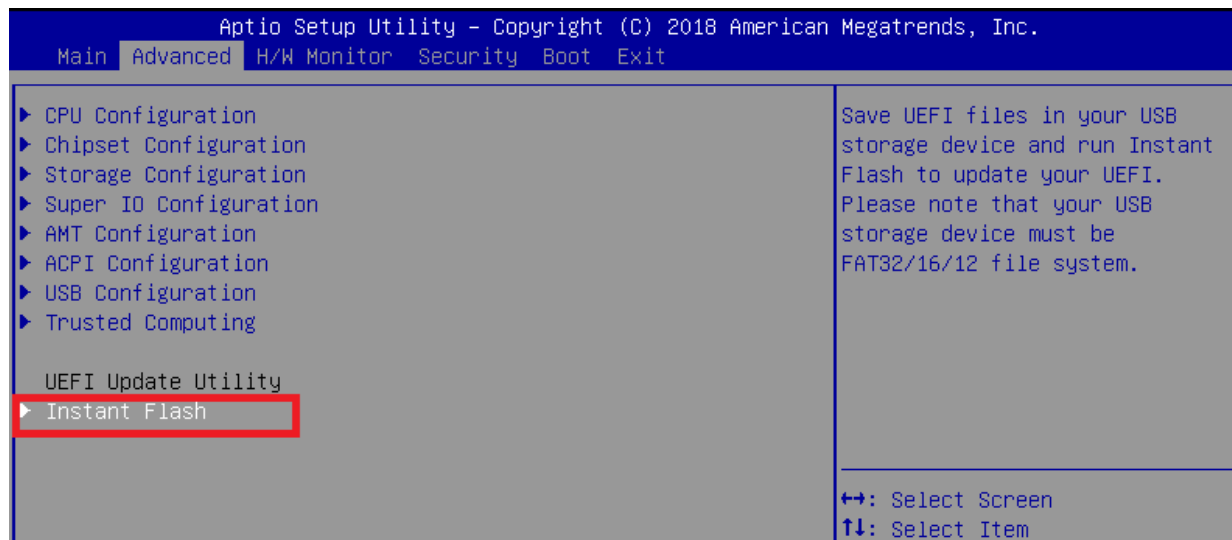 Aptio Setup Utility – Copyright (C) 2018 American Megatrends, Inc.
Main Advanced H/W Monitor Security Boot Exit
CPU Configuration
Chipset Configuration
Storage Configuration
Super IO Configuration
AMT Configuration
ACPI Configuration
USB Configuration
Trusted Computing
UEFI Update Utility
Instant Flash
Save UEFI files in your USB
storage device and run Instant
Flash to update your UEFI.
Please note that your USB
storage device must be
FAT32/16/12 file system.
↔: Select Screen
↑↓: Select Item